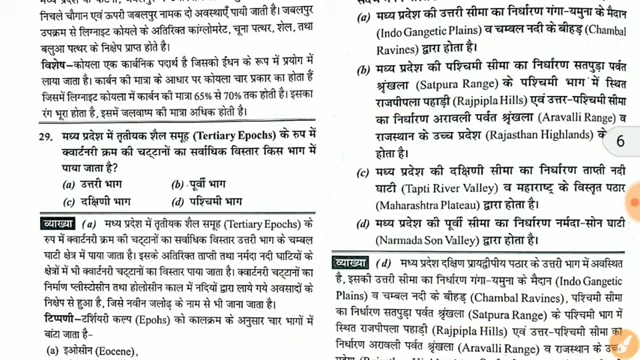 निचले चौगान एवं ऊपरी जबलपुर नामक दो अवस्थाएँ पायी जाती हैं। जबलपुर
उपक्रम से लिग्नाइट कोयले के अतिरिक्त कांग्लोमरेट, चूना पत्थर, शेल, तथा
बलुआ पत्थर के निक्षेप प्राप्त होते है।
विशेष–कोयला एक कार्बनिक पदार्थ है जिसको ईंधन के रूप में प्रयोग में
लाया जाता है। कार्बन की मात्रा के आधार पर कोयला चार प्रकार का होता हैं
जिसमें लिग्नाइट कोयला में कार्बन की मात्रा 65% से 70% तक होती है। इसका
रंग भूरा होता है, इसमें जलवाष्प की मात्रा अधिक होती है।
29. मध्य प्रदेश में तृतीयक शैल समूह (Tertiary Epochs) के रूप में
क्वार्टनरी क्रम की चट्टानों का सर्वाधिक विस्तार किस भाग में
पाया जाता है?
(a) उत्तरी भाग (b) पूर्वी भाग
(c) दक्षिणी भाग (d) पश्चिमी भाग
व्याख्या (a) मध्य प्रदेश में तृतीयक शैल समूह (Tertiary Epochs) के
रूप में क्वार्टनरी क्रम की चट्टानों का सर्वाधिक विस्तार उत्तरी भाग के चम्बल
घाटी क्षेत्र में पाया जाता है। इसके अतिरिक्त ताप्ती तथा नर्मदा नदी घाटियों के
क्षेत्रों में भी क्वार्टनरी चट्टानों का विस्तार पाया जाता है। क्वार्टनरी चट्टानों का
निर्माण प्लीस्टोसीन तथा होलोसीन काल में नदियों द्वारा लाये गये अवसादों के
निक्षेप से हुआ है, जिसे नवीन जलोढ़ के नाम से भी जाना जाता है।
टिप्पणी–टर्शियरी कल्प (Epohs) को कालक्रम के अनुसार चार भागों में
बांटा जाता है–
(a) इओसीन (Eocene),
(a) मध्य प्रदेश की उत्तरी सीमा का निर्धारण गंगा-यमुना के मैदान
(Indo Gangetic Plains) व चम्बल नदी के बीहड़ (Chambal
Ravines) द्वारा होता है।
(b) मध्य प्रदेश की पश्चिमी सीमा का निर्धारण सतपुड़ा पर्वत
श्रृंखला (Satpura Range) के पश्चिमी भाग में स्थित
राजपीपला पहाड़ी (Rajpipla Hills) एवं उत्तर-पश्चिमी सीमा
का निर्धारण अरावली पर्वत श्रृंखला (Aravalli Range) व
राजस्थान के उच्च प्रदेश (Rajasthan Highlands) के
होता है।
6
(c) मध्य प्रदेश की दक्षिणी सीमा का निर्धारण ताप्ती नदी
घाटी (Tapti River Valley) व महाराष्ट्र के विस्तृत पठार
(Maharashtra Plateau) द्वारा होता है।
(d) मध्य प्रदेश की पूर्वी सीमा का निर्धारण नर्मदा-सोन घाटी
(Narmada Son Valley) द्वारा होता है।
व्याख्या (d) मध्य प्रदेश दक्षिण प्रायद्वीपीय पठार के उत्तरी भाग में अवस्थित
है, इसकी उत्तरी सीमा का निर्धारण गंगा-यमुना के मैदान (Indo Gangetic
Plains) व चम्बल नदी के बीहड़ (Chambal Ravines), पश्चिमी सीमा का
निर्धारण सतपुड़ा पर्वत श्रृंखला (Satpura Range) के पश्चिमी भाग में
स्थित राजपीपला पहाड़ी (Rajpipla Hills) एवं उत्तर-पश्चिमी सीमा का
निर्धारण अरावली पर्वत श्रृंखला (Aravalli Range) व राजस्थान के उच्च